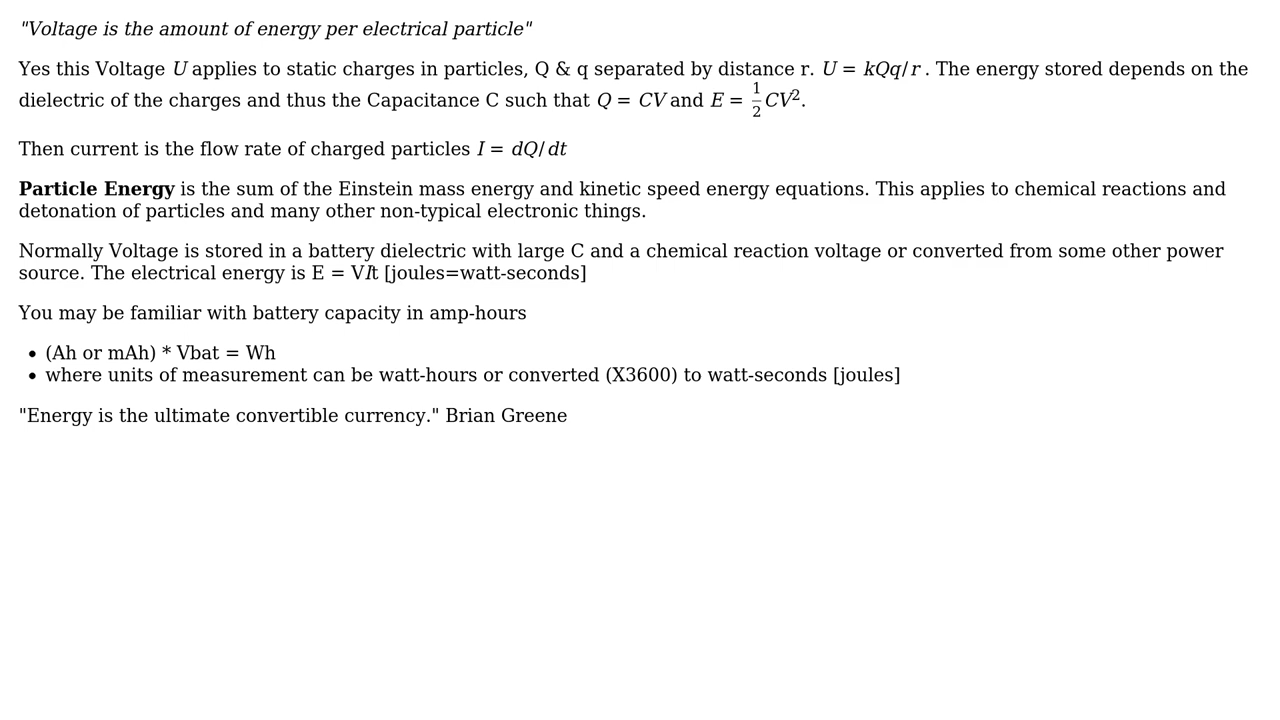 "Voltage is the amount of energy per electrical particle"
Yes this Voltage U applies to static charges in particles, Q & q separated by distance r. U = kQq/r . The energy stored depends on the
dielectric of the charges and thus the Capacitance C such that Q = CV and E = 1/2 CV².
Then current is the flow rate of charged particles I = dQ/dt
Particle Energy is the sum of the Einstein mass energy and kinetic speed energy equations. This applies to chemical reactions and
detonation of particles and many other non-typical electronic things.
Normally Voltage is stored in a battery dielectric with large C and a chemical reaction voltage or converted from some other power
source. The electrical energy is E = VIt [joules=watt-seconds]
You may be familiar with battery capacity in amp-hours
• (Ah or mAh) * Vbat = Wh
• where units of measurement can be watt-hours or converted (X3600) to watt-seconds [joules]
"Energy is the ultimate convertible currency." Brian Greene